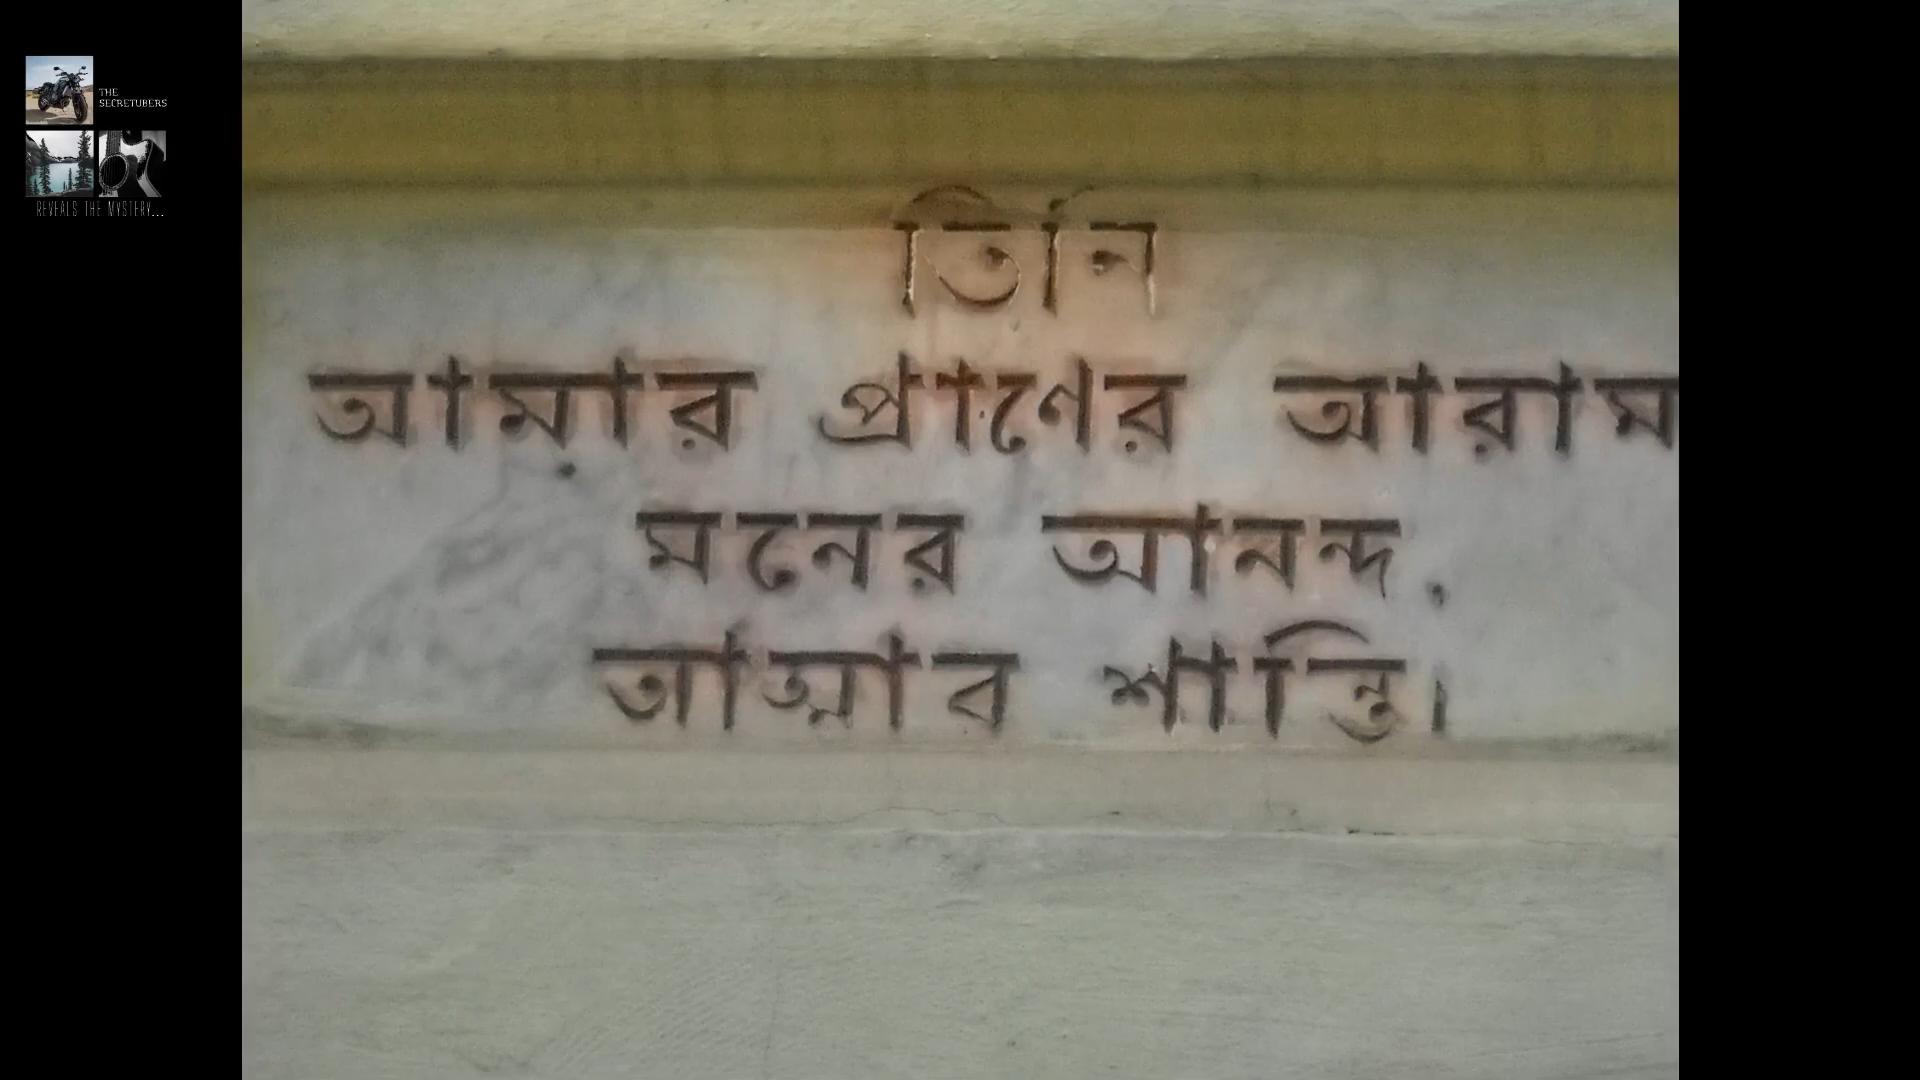 THE
SECRETUBERS
REVEALS THE MYSTERY...
তিনি
আমার প্রাণের আরাম
মনের আনন্দ,
আত্মার শান্তি।